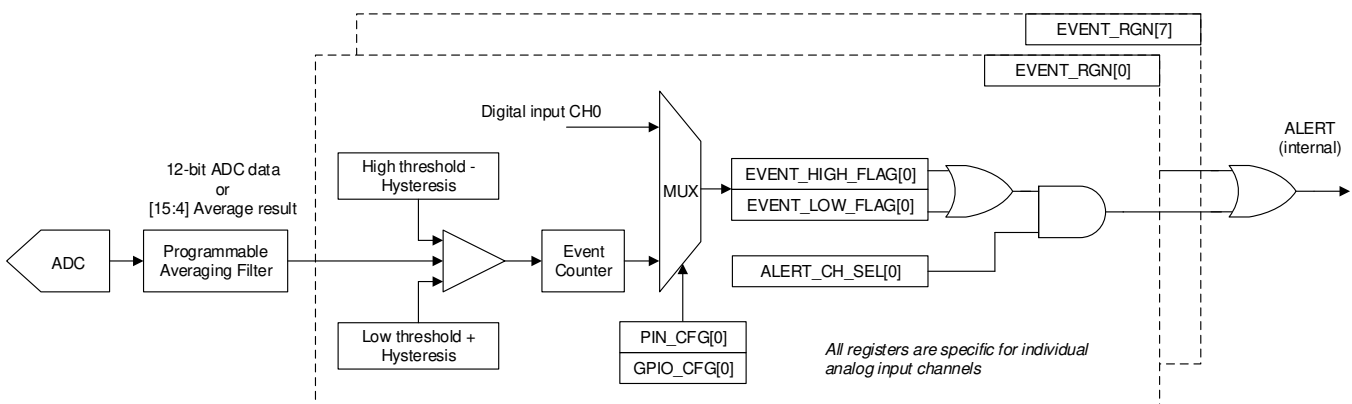 EVENT_RGN[7]
EVENT_RGN[0]
Digital input CH0
ALERT
(internal)
12-bit ADC data
or
[15:4] Average result
High threshold -
Hysteresis
MUX
EVENT_HIGH_FLAG[0]
EVENT_LOW_FLAG[0]
ADC
Programmable
Averaging Filter
Event
Counter
ALERT_CH_SEL[0]
Low threshold +
Hysteresis
PIN_CFG[0]
GPIO_CFG[0]
All registers are specific for individual
analog input channels